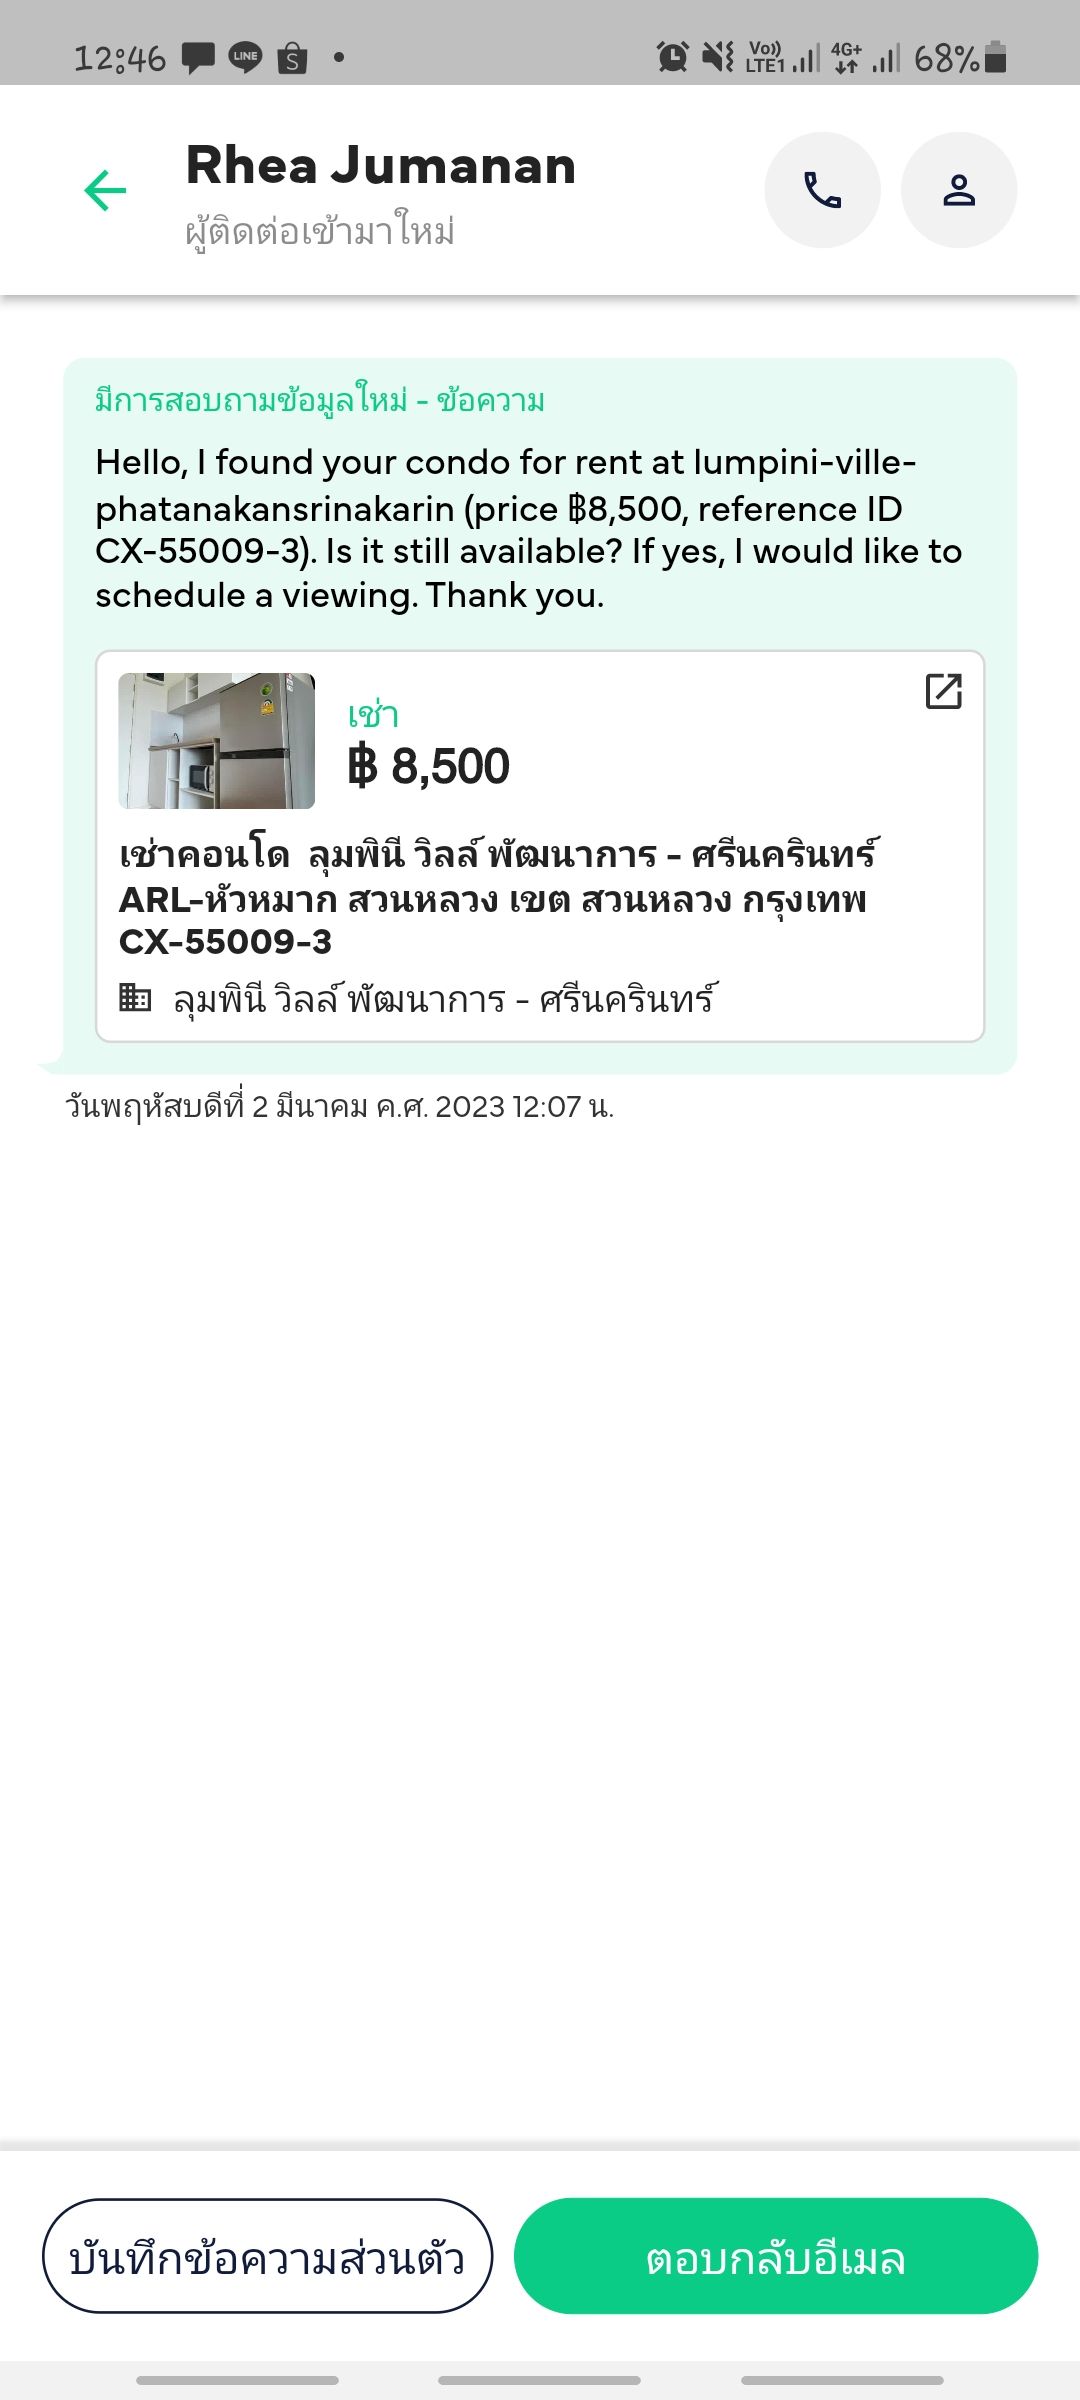 12:46 LINE S Vo)) LTE1 4G+ 68%
Rhea Jumanan
ผู้ติดต่อเข้ามาใหม่
มีการสอบถามข้อมูลใหม่ - ข้อความ
Hello, I found your condo for rent at lumpini-ville-
phatanakansrinakarin (price ฿8,500, reference ID
CX-55009-3). Is it still available? If yes, I would like to
schedule a viewing. Thank you.
เช่า
฿ 8,500
เช่าคอนโด ลุมพินี วิลล์ พัฒนาการ - ศรีนครินทร์
ARL-หัวหมาก สวนหลวง เขต สวนหลวง กรุงเทพ
CX-55009-3
ลุมพินี วิลล์ พัฒนาการ - ศรีนครินทร์
วันพฤหัสบดีที่ 2 มีนาคม ค.ศ. 2023 12:07 น.
บันทึกข้อความส่วนตัว
ตอบกลับอีเมล